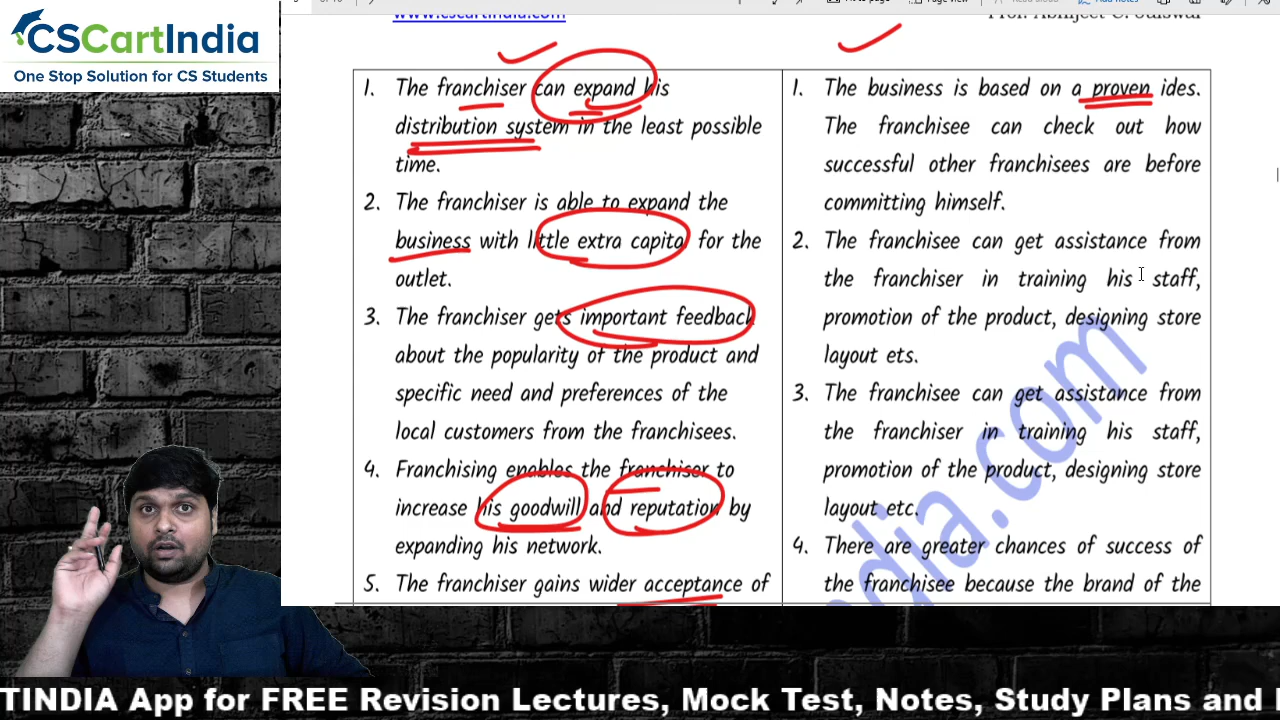 CSCartIndia
One Stop Solution for CS Students
www.cscartindia.com
Prof. Abhijeet C. Jaiswal
1. The franchiser can expand his
distribution system in the least possible
time.
2. The franchiser is able to expand the
business with little extra capital for the
outlet.
3. The franchiser gets important feedback
about the popularity of the product and
specific need and preferences of the
local customers from the franchisees.
4. Franchising enables the franchiser to
increase his goodwill and reputation by
expanding his network.
5. The franchiser gains wider acceptance of
1. The business is based on a proven ides.
The franchisee can check out how
successful other franchisees are before
committing himself.
2. The franchisee can get assistance from
the franchiser in training his staff,
promotion of the product, designing store
layout ets.
3. The franchisee can get assistance from
the franchiser in training his staff,
promotion of the product, designing store
layout etc.
4. There are greater chances of success of
the franchisee because the brand of the
dia.com
TINDIA App for FREE Revision Lectures, Mock Test, Notes, Study Plans and